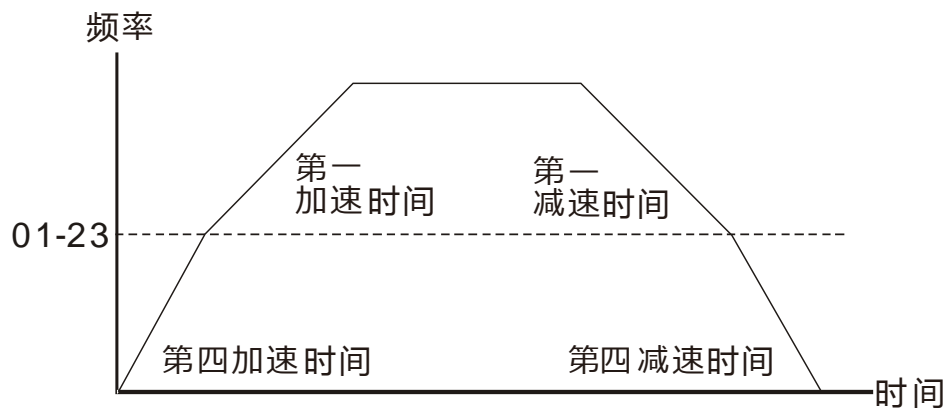 频率
第一
加速时间
第一
减速时间
01-23
第四加速时间
第四减速时间
时间